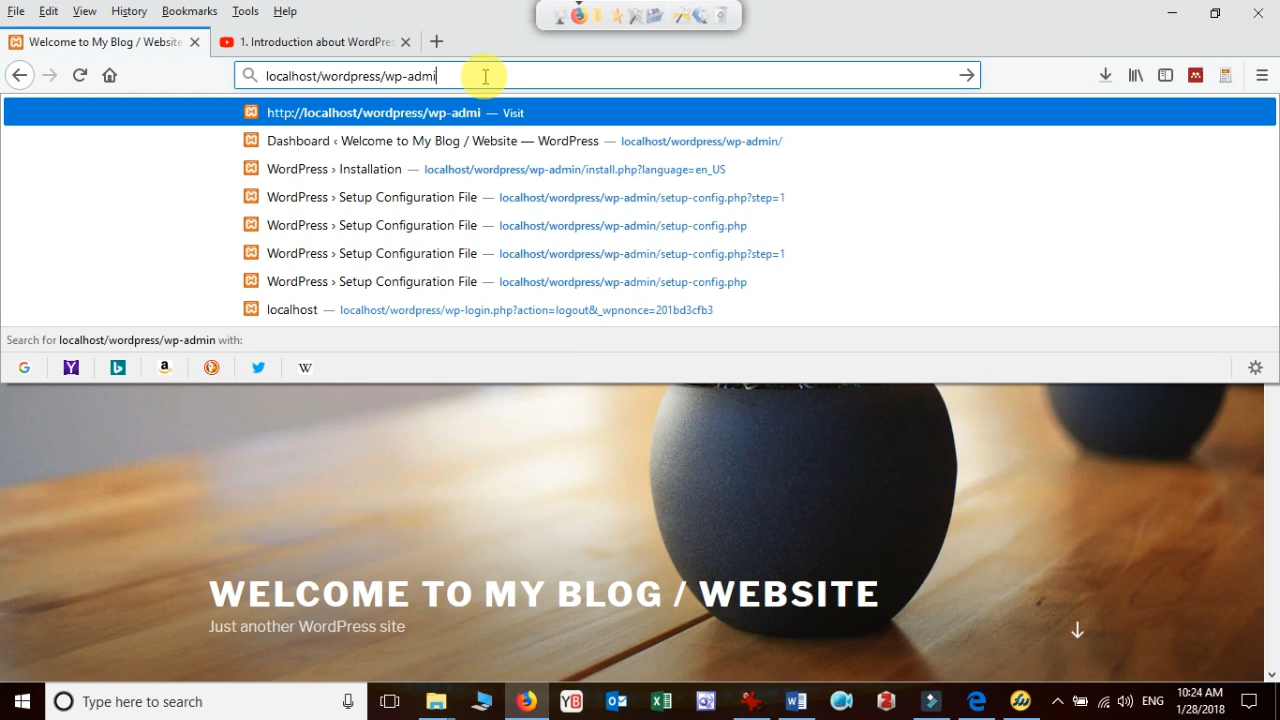 File Edit View History Bookmarks Tools Help
Welcome to My Blog / Website
1. Introduction about WordPres
localhost/wordpress/wp-admi
http://localhost/wordpress/wp-admi — Visit
Dashboard ‹ Welcome to My Blog / Website — WordPress — localhost/wordpress/wp-admin/
WordPress › Installation — localhost/wordpress/wp-admin/install.php?language=en_US
WordPress › Setup Configuration File — localhost/wordpress/wp-admin/setup-config.php?step=1
WordPress › Setup Configuration File — localhost/wordpress/wp-admin/setup-config.php
WordPress › Setup Configuration File — localhost/wordpress/wp-admin/setup-config.php?step=1
WordPress › Setup Configuration File — localhost/wordpress/wp-admin/setup-config.php
localhost — localhost/wordpress/wp-login.php?action=logout&_wpnonce=201bd3cfb3
Search for localhost/wordpress/wp-admin with:
WELCOME TO MY BLOG / WEBSITE
Just another WordPress site
Type here to search
ENG
10:24 AM
1/28/2018